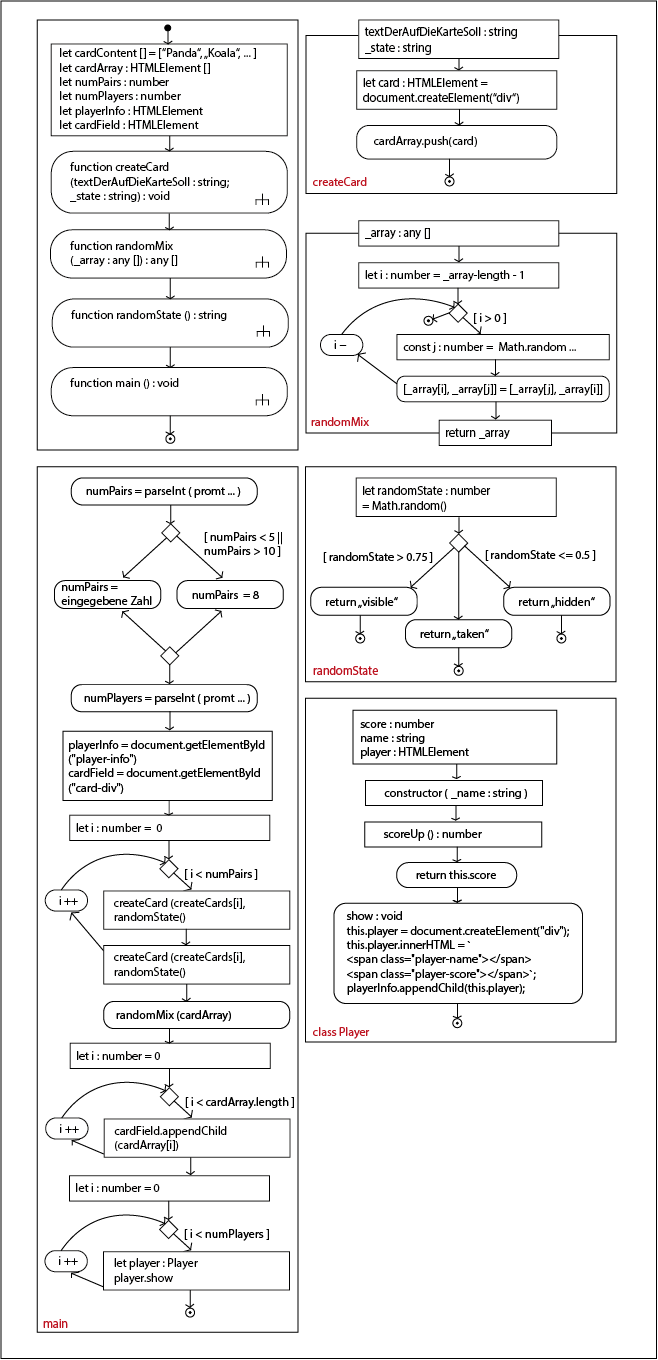 let cardContent [] = [“Panda“, „Koala“, ... ]
let cardArray : HTMLElement []
let numPairs : number
let numPlayers : number
let playerInfo : HTMLElement
let cardField : HTMLElement
function createCard
(textDerAufDieKarteSoll : string;
_state : string) : void
function randomMix
(_array : any []) : any []
function randomState () : string
function main () : void
textDerAufDieKarteSoll : string
_state : string
let card : HTMLElement =
document.createElement(“div“)
cardArray.push(card)
createCard
_array : any []
let i : number = _array-length - 1
[ i > 0 ]
i –
const j : number =  Math.random ...
[_array[i], _array[j]] = [_array[j], _array[i]]
return _array
randomMix
numPairs = parseInt ( promt ... )
[ numPairs < 5 ||
numPairs > 10 ]
numPairs =
eingegebene Zahl
numPairs  = 8
numPlayers = parseInt ( promt ... )
playerInfo = document.getElementById
("player-info")
cardField = document.getElementById
("card-div")
let i : number =  0
[ i < numPairs ]
i ++
createCard (createCards[i],
randomState()
createCard (createCards[i],
randomState()
randomMix (cardArray)
let i : number = 0
[ i < cardArray.length ]
i ++
cardField.appendChild
(cardArray[i])
let i : number = 0
[ i < numPlayers ]
i ++
let player : Player
player.show
main
let randomState : number
= Math.random()
[ randomState > 0.75 ]
[ randomState <= 0.5 ]
return „visible“
return „hidden“
return „taken“
randomState
score : number
name : string
player : HTMLElement
constructor ( _name : string )
scoreUp () : number
return this.score
show : void
this.player = document.createElement("div");
this.player.innerHTML = `
<span class="player-name"></span>
<span class="player-score"></span>`;
playerInfo.appendChild(this.player);
class Player